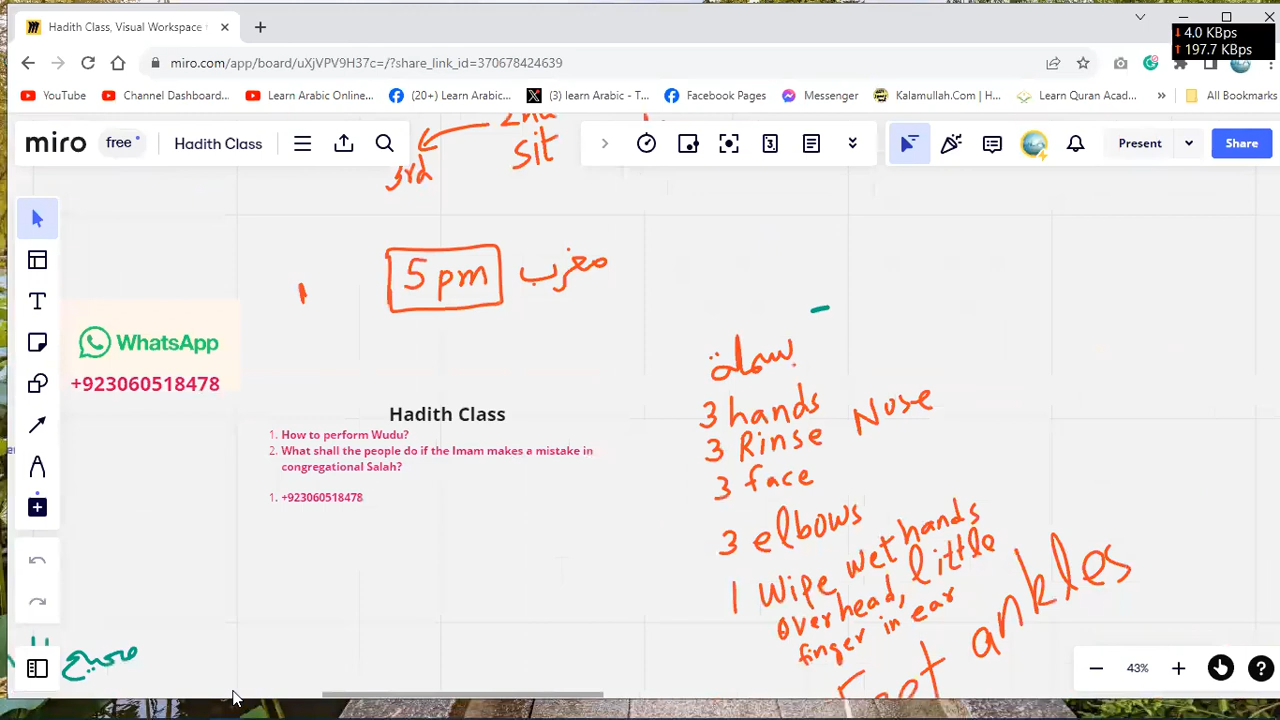 Hadith Class, Visual Workspace f
4.0 KBps
197.7 KBps
miro.com/app/board/uXjVPV9H37c=/?share_link_id=370678424639
YouTube
Channel Dashboard...
Learn Arabic Online...
(20+) Learn Arabic...
(3) learn Arabic - T...
Facebook Pages
Messenger
Kalamullah.Com | H...
Learn Quran Acad...
»
All Bookmarks
miro
free
Hadith Class
Present
Share
2nd
sit
3rd
5 pm
مغرب
WhatsApp
+923060518478
Hadith Class
1. How to perform Wudu?
2. What shall the people do if the Imam makes a mistake in
congregational Salah?
1. +923060518478
3 hands
3 Rinse Nose
3 face
3 elbows
1 Wipe wet hands
over head, little
finger in ear
Feet ankles
43%